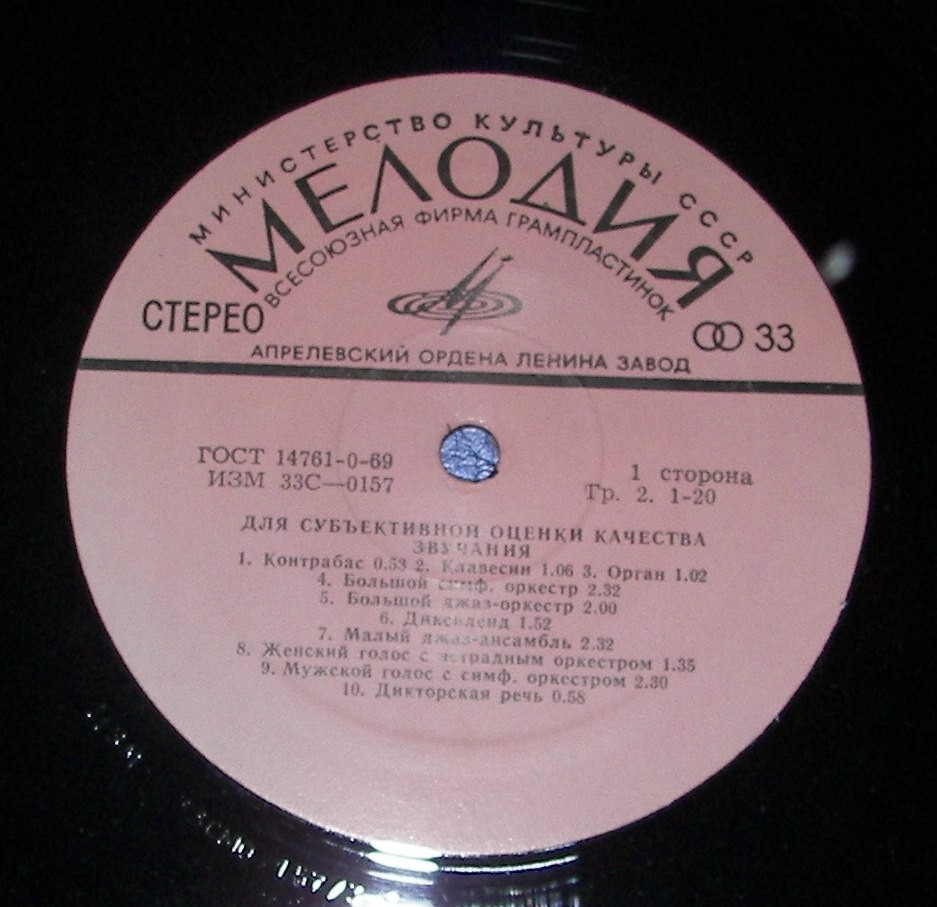 МИНИСТЕРСТВО КУЛЬТУРЫ СССР
МЕЛОДИЯ
ВСЕСОЮЗНАЯ ФИРМА ГРАМПЛАСТИНОК
СТЕРЕО
33
АПРЕЛЕВСКИЙ ОРДЕНА ЛЕНИНА ЗАВОД
ГОСТ 14761-0-69
ИЗМ 33С—0157
1 сторона
Гр. 2. 1-20
ДЛЯ СУБЪЕКТИВНОЙ ОЦЕНКИ КАЧЕСТВА
ЗВУЧАНИЯ
1. Контрабас 0.53 2. Клавесин 1.06 3. Орган 1.02
4. Большой симф. оркестр 2.32
5. Большой джаз-оркестр 2.00
6. Диксиленд 1.52
7. Малый джаз-ансамбль 2.32
8. Женский голос с эстрадным оркестром 1.35
9. Мужской голос с симф. оркестром 2.30
10. Дикторская речь 0.58